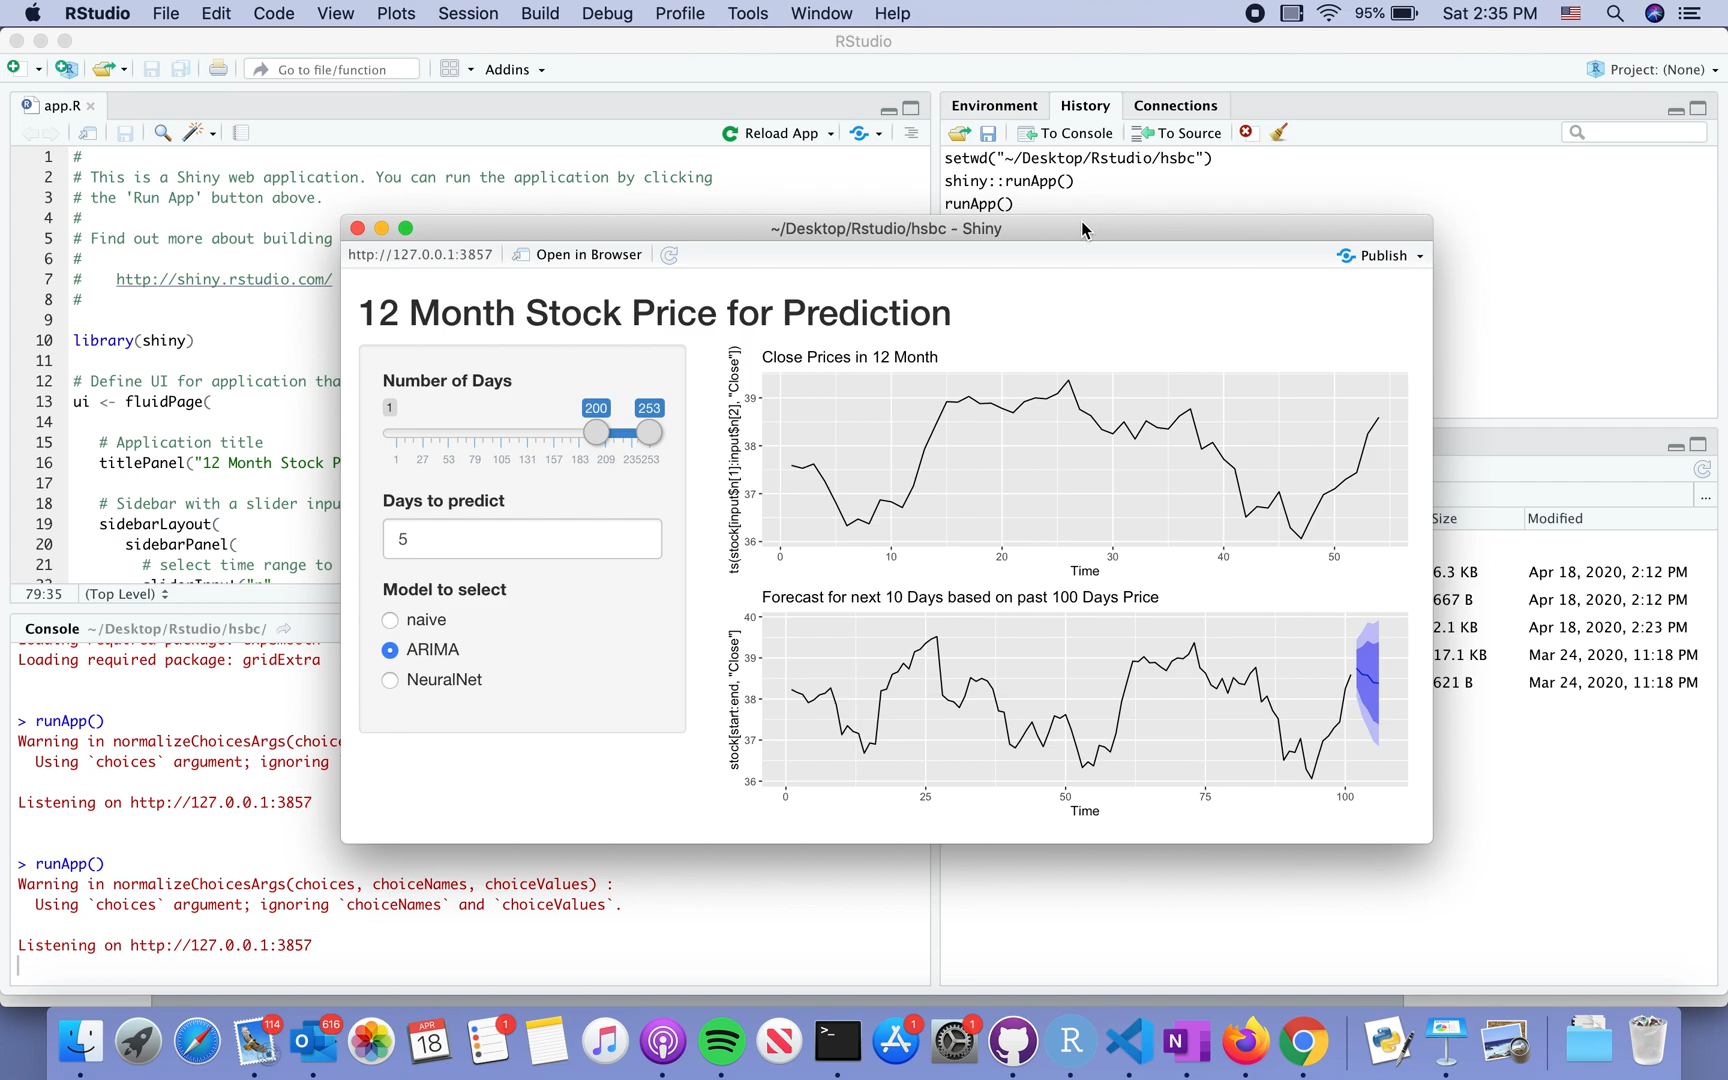 RStudio File Edit Code View Plots Session Build Debug Profile Tools Window Help 95% Sat 2:35 PM
RStudio
Go to file/function Addins Project: (None)
app.R
Reload App
1 #
2 # This is a Shiny web application. You can run the application by clicking
3 # the 'Run App' button above.
4 #
5 # Find out more about building
6 #
7 # http://shiny.rstudio.com/
8 #
9
10 library(shiny)
11
12 # Define UI for application tha
13 ui <- fluidPage(
14
15 # Application title
16 titlePanel("12 Month Stock P
17
18 # Sidebar with a slider inpu
19 sidebarLayout(
20 sidebarPanel(
21 # select time range to
79:35 (Top Level)
Console ~/Desktop/Rstudio/hsbc/
Loading required package: gridExtra
> runApp()
Warning in normalizeChoicesArgs(choice
Using `choices` argument; ignoring `
Listening on http://127.0.0.1:3857
> runApp()
Warning in normalizeChoicesArgs(choices, choiceNames, choiceValues) :
Using `choices` argument; ignoring `choiceNames` and `choiceValues`.
Listening on http://127.0.0.1:3857
Environment History Connections
To Console To Source
setwd("~/Desktop/Rstudio/hsbc")
shiny::runApp()
runApp()
~/Desktop/Rstudio/hsbc - Shiny
http://127.0.0.1:3857 Open in Browser Publish
12 Month Stock Price for Prediction
Number of Days
1 200 253
1 27 53 79 105 131 157 183 209 235253
Days to predict
5
Model to select
naive
ARIMA
NeuralNet
Close Prices in 12 Month
ts(stock[input$n[1]:input$n[2], "Close"])
39
38
37
36
0 10 20 30 40 50
Time
Forecast for next 10 Days based on past 100 Days Price
stock[start:end, "Close"]
40
39
38
37
36
0 25 50 75 100
Time
Size Modified
6.3 KB Apr 18, 2020, 2:12 PM
667 B Apr 18, 2020, 2:12 PM
2.1 KB Apr 18, 2020, 2:23 PM
17.1 KB Mar 24, 2020, 11:18 PM
621 B Mar 24, 2020, 11:18 PM
114 616 APR 18 1 1 1